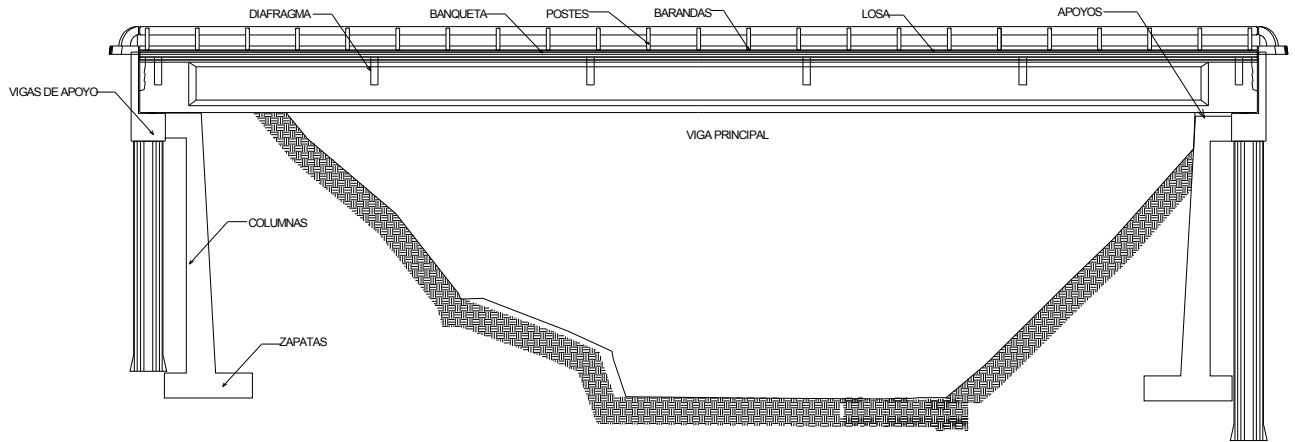 DIAFRAGMA
BANQUETA
POSTES
BARANDAS
LOSA
APOYOS
VIGAS DE APOYO
VIGA PRINCIPAL
COLUMNAS
ZAPATAS